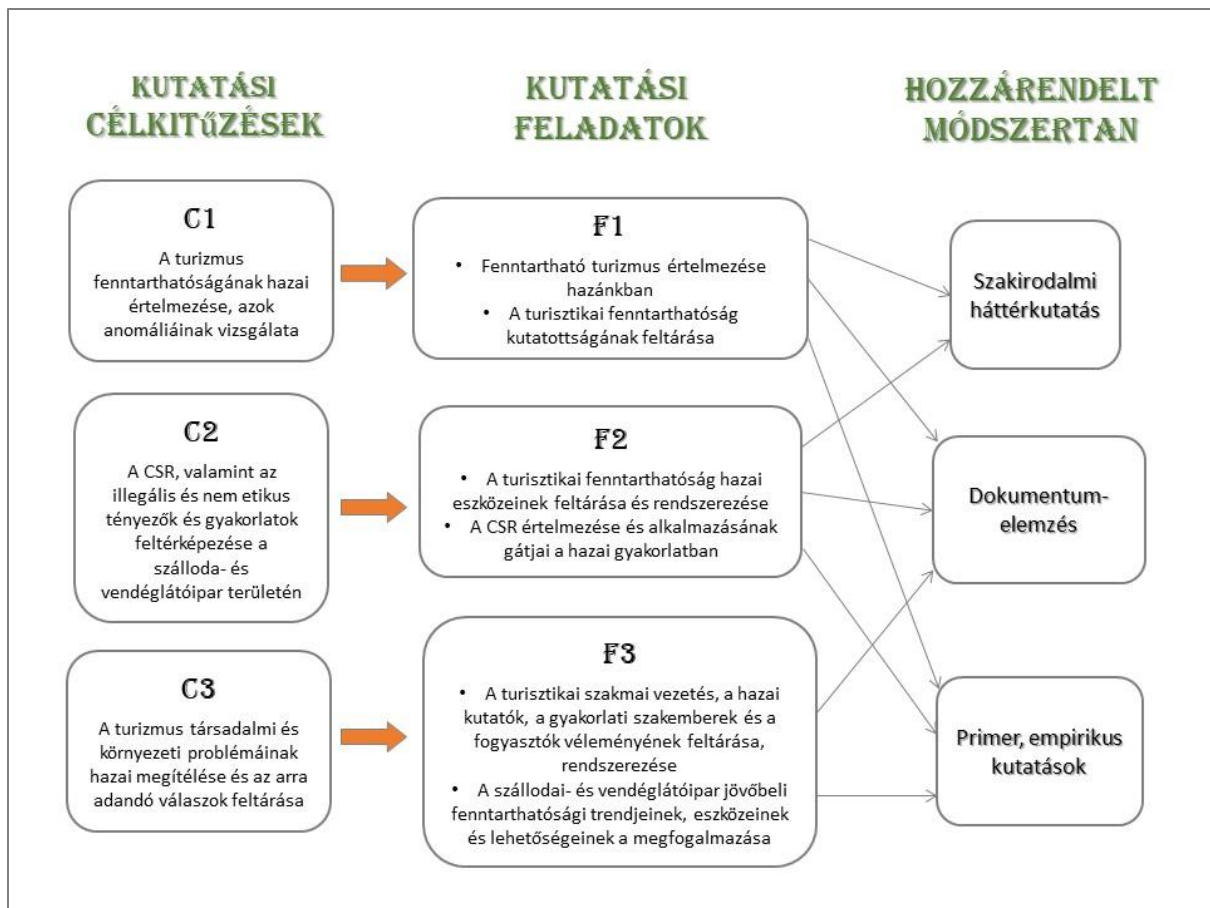 KUTATÁSI
CÉLKITŰZÉSEK
KUTATÁSI
FELADATOK
HOZZÁRENDELT
MÓDSZERTAN
C1
A turizmus
fenntarthatóságának hazai
értelmezése, azok
anomáliáinak vizsgálata
F1
• Fenntartható turizmus értelmezése
hazánkban
• A turisztikai fenntarthatóság
kutatottságának feltárása
Szakirodalmi
háttérkutatás
C2
A CSR, valamint az
illegális és nem etikus
tényezők és gyakorlatok
feltérképezése a
szálloda- és
vendéglátóipar területén
F2
• A turisztikai fenntarthatóság hazai
eszközeinek feltárása és rendszerezése
• A CSR értelmezése és alkalmazásának
gátjai a hazai gyakorlatban
Dokumentum-
elemzés
C3
A turizmus társadalmi és
környezeti problémáinak
hazai megítélése és az arra
adandó válaszok feltárása
F3
• A turisztikai szakmai vezetés, a hazai
kutatók, a gyakorlati szakemberek és a
fogyasztók véleményének feltárása,
rendszerezése
• A szállodai- és vendéglátóipar jövőbeli
fenntarthatósági trendjeinek, eszközeinek
és lehetőségeinek a megfogalmazása
Primer, empirikus
kutatások